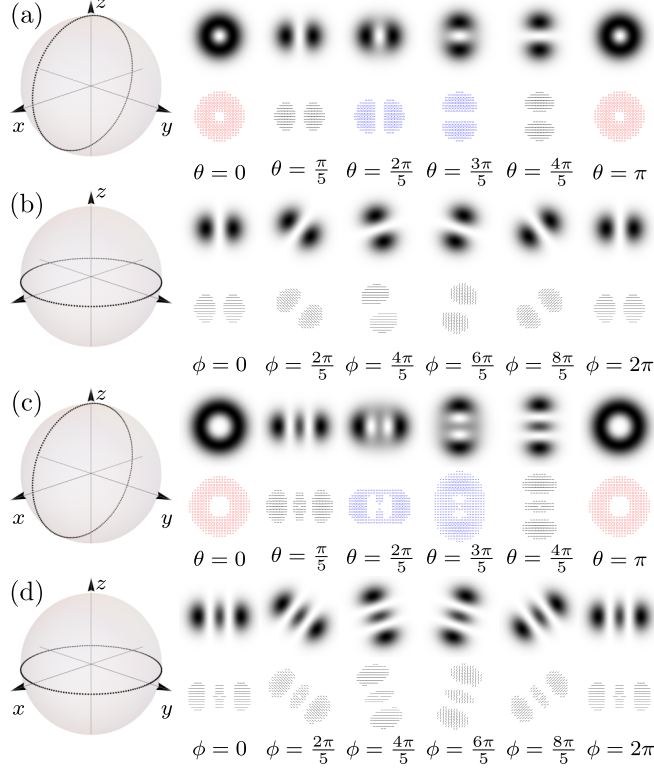 (a)
z
x
y
θ = 0
θ = π/5
θ = 2π/5
θ = 3π/5
θ = 4π/5
θ = π
(b)
z
ϕ = 0
ϕ = 2π/5
ϕ = 4π/5
ϕ = 6π/5
ϕ = 8π/5
ϕ = 2π
(c)
z
x
y
θ = 0
θ = π/5
θ = 2π/5
θ = 3π/5
θ = 4π/5
θ = π
(d)
z
x
y
ϕ = 0
ϕ = 2π/5
ϕ = 4π/5
ϕ = 6π/5
ϕ = 8π/5
ϕ = 2π